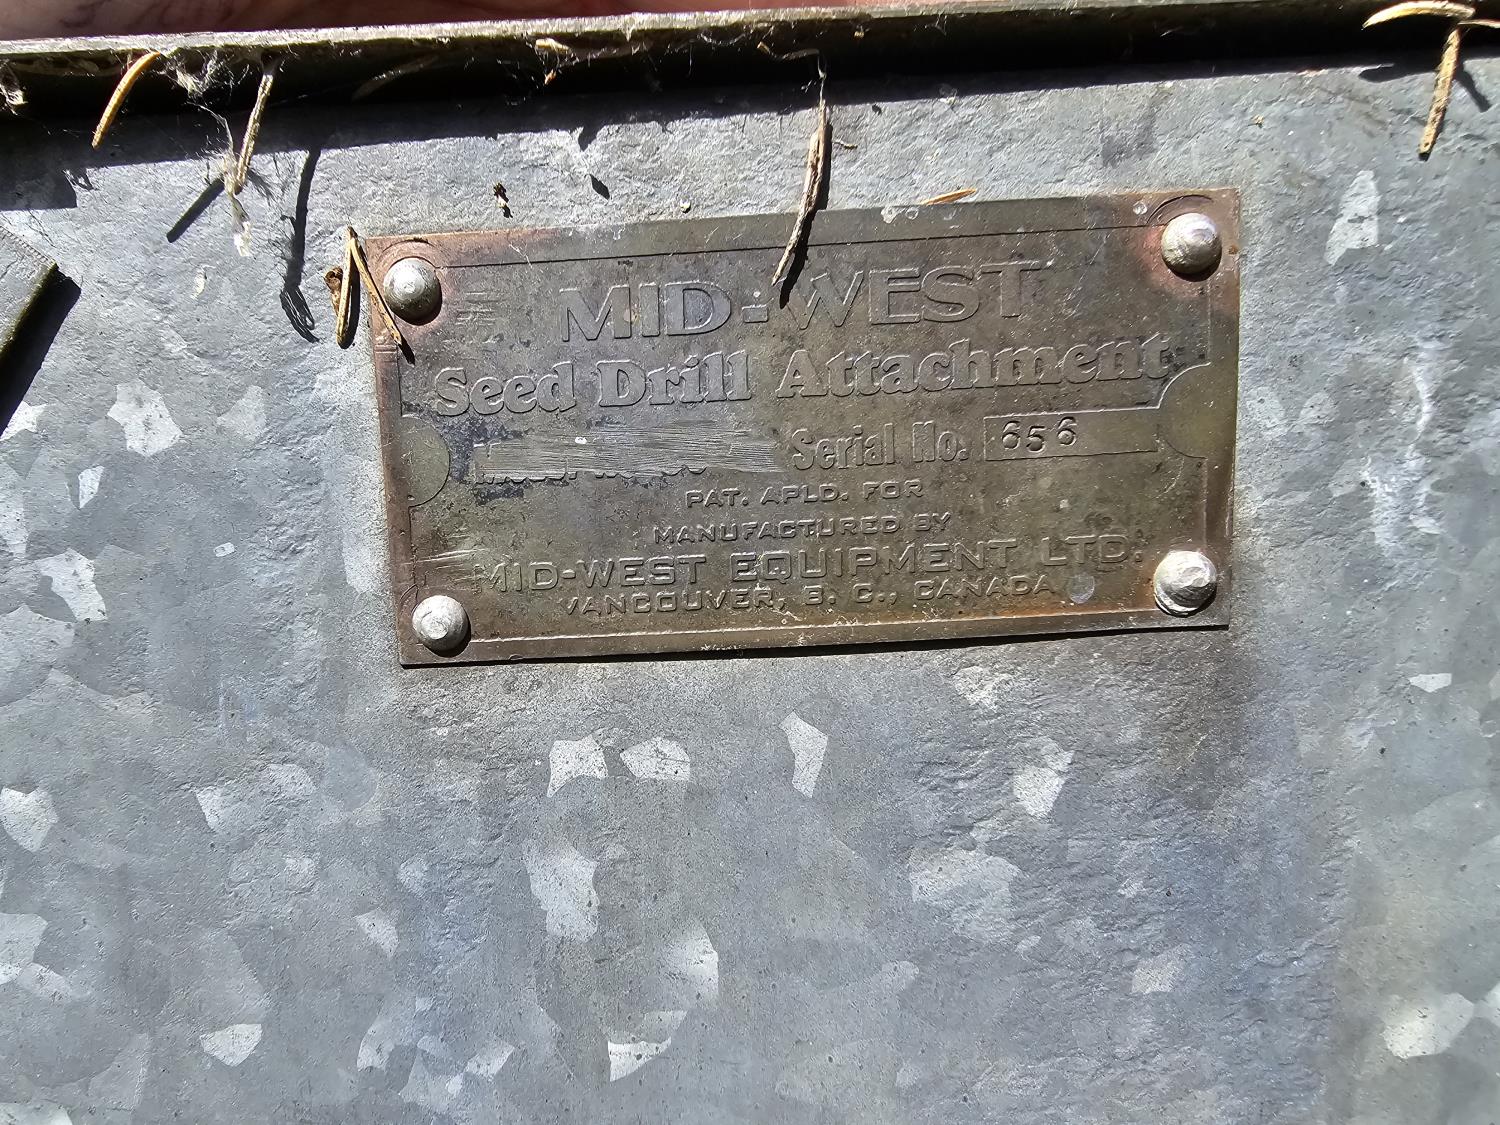 MID-WEST
Seed Drill Attachment
Serial No. 656
PAT. APLD. FOR
MANUFACTURED BY
MID-WEST EQUIPMENT LTD.
VANCOUVER, B. C., CANADA